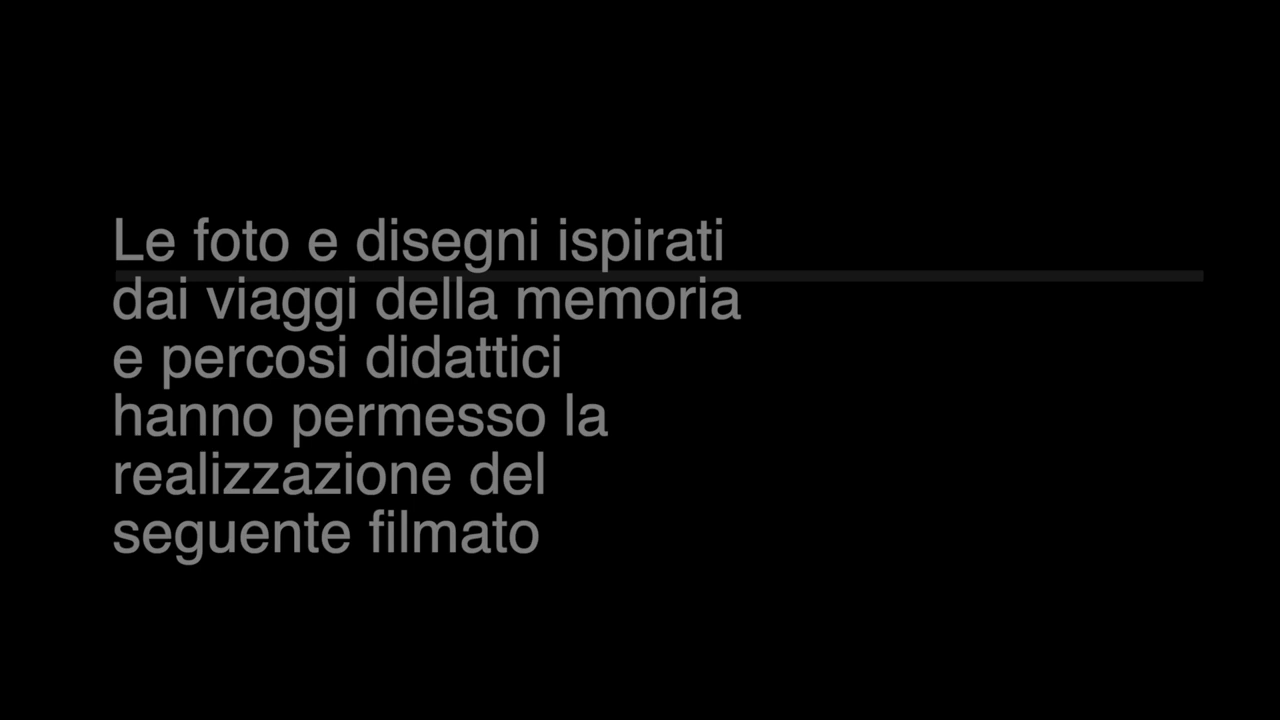 Le foto e disegni ispirati
dai viaggi della memoria
e percosi didattici
hanno permesso la
realizzazione del
seguente filmato